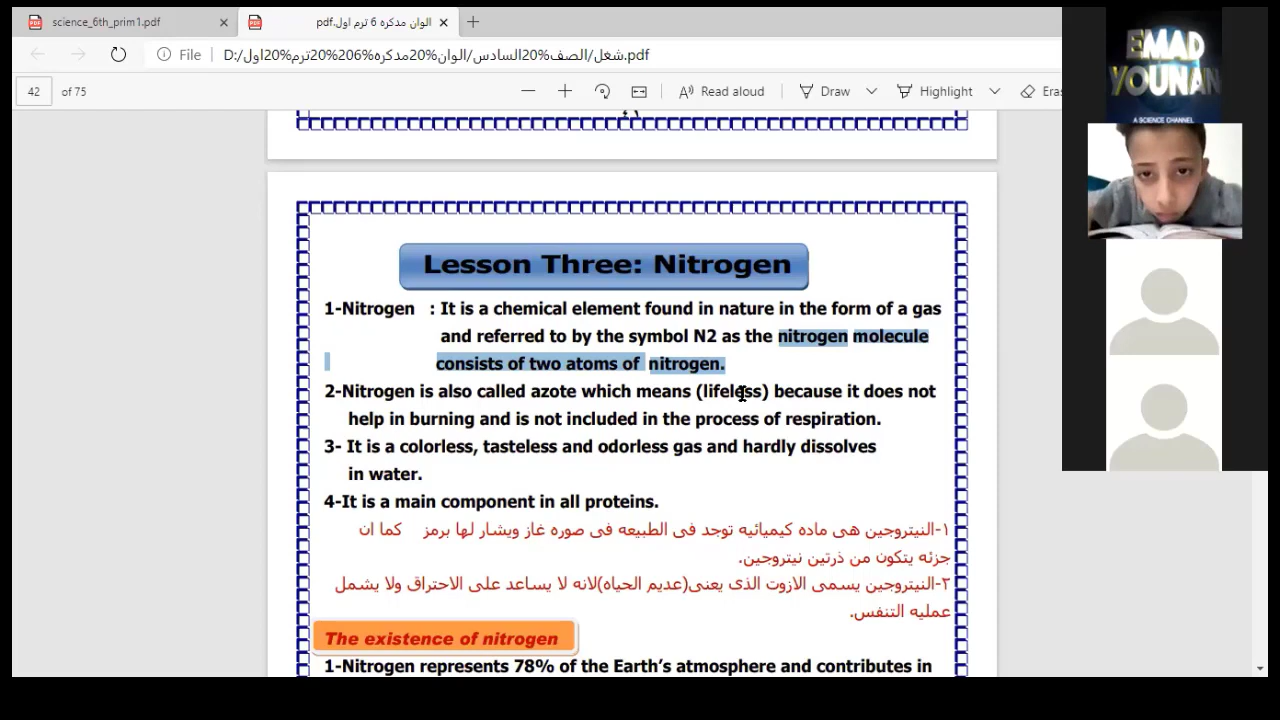 science_6th_prim1.pdf
الوان مدكره 6 ترم اول.pdf
File
D:/شغل/الصف%20السادس/الوان%20مدكره%206%20ترم%20اول.pdf
42 of 75
Read aloud
Draw
Highlight
Eras
EMAD
YOUNAN
A SCIENCE CHANNEL
Lesson Three: Nitrogen
1-Nitrogen : It is a chemical element found in nature in the form of a gas
and referred to by the symbol N2 as the nitrogen molecule
consists of two atoms of nitrogen.
2-Nitrogen is also called azote which means (lifeless) because it does not
help in burning and is not included in the process of respiration.
3- It is a colorless, tasteless and odorless gas and hardly dissolves
in water.
4-It is a main component in all proteins.
١-النيتروجين هى ماده كيميائيه توجد فى الطبيعه فى صوره غاز ويشار لها برمز كما ان
جزئه يتكون من ذرتين نيتروجين.
٢-النيتروجين يسمى الازوت الذى يعنى(عديم الحياه)لانه لا يساعد على الاحتراق ولا يشمل
عمليه التنفس.
The existence of nitrogen
1-Nitrogen represents 78% of the Earth's atmosphere and contributes in